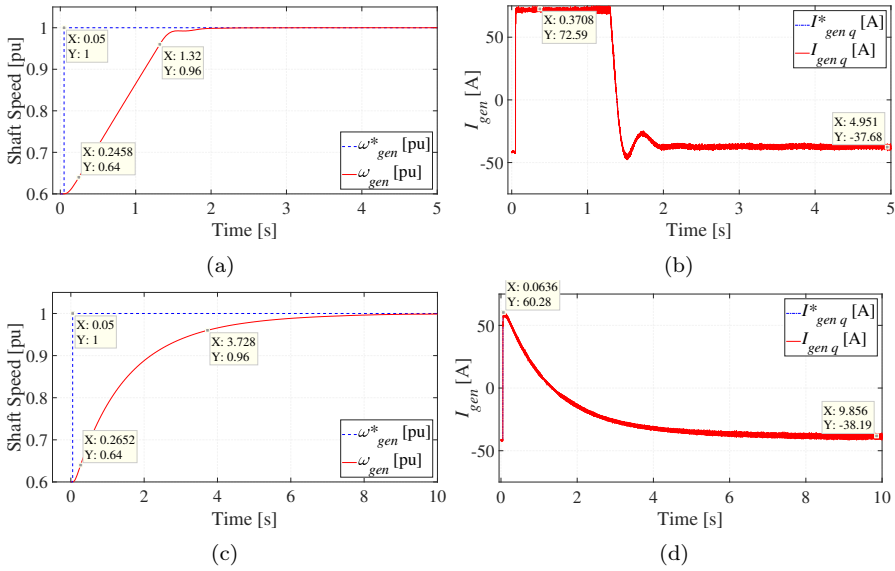 1
0.9
0.8
0.7
0.6
Shaft Speed [pu]
X: 0.05
Y: 1
X: 1.32
Y: 0.96
X: 0.2458
Y: 0.64
ω*gen [pu]
ωgen [pu]
0 1 2 3 4 5
Time [s]
(a)
50
0
-50
Igen [A]
X: 0.3708
Y: 72.59
I*gen q [A]
Igen q [A]
X: 4.951
Y: -37.68
0 1 2 3 4 5
Time [s]
(b)
1
0.9
0.8
0.7
0.6
Shaft Speed [pu]
X: 0.05
Y: 1
X: 3.728
Y: 0.96
X: 0.2652
Y: 0.64
ω*gen [pu]
ωgen [pu]
0 2 4 6 8 10
Time [s]
(c)
50
0
-50
Igen [A]
X: 0.0636
Y: 60.28
I*gen q [A]
Igen q [A]
X: 9.856
Y: -38.19
0 2 4 6 8 10
Time [s]
(d)